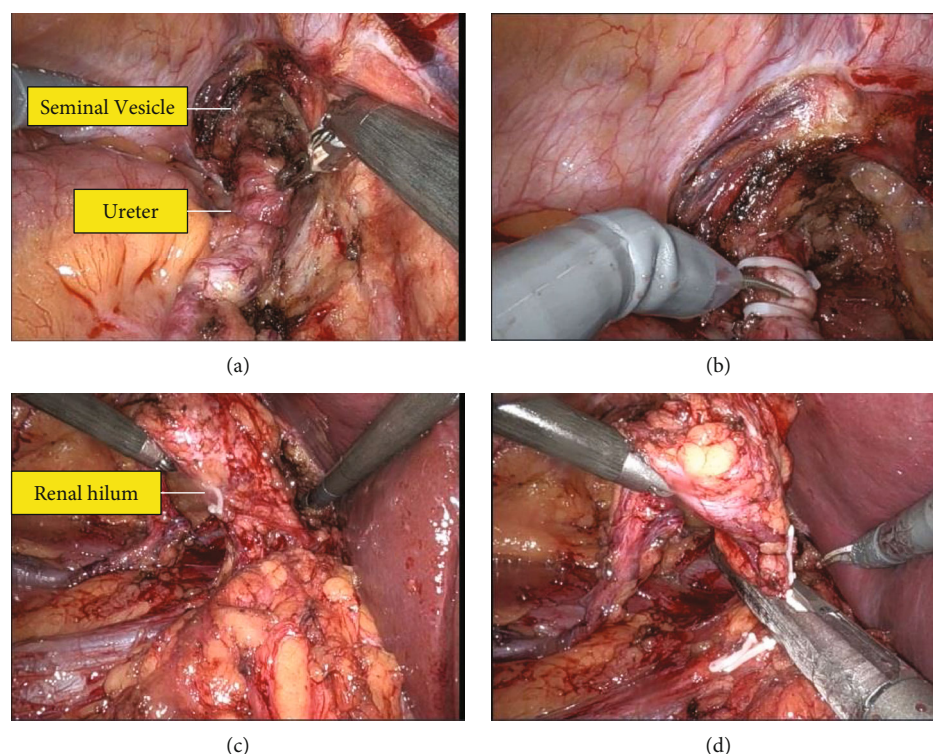 Seminal Vesicle
Ureter
(a)
(b)
Renal hilum
(c)
(d)